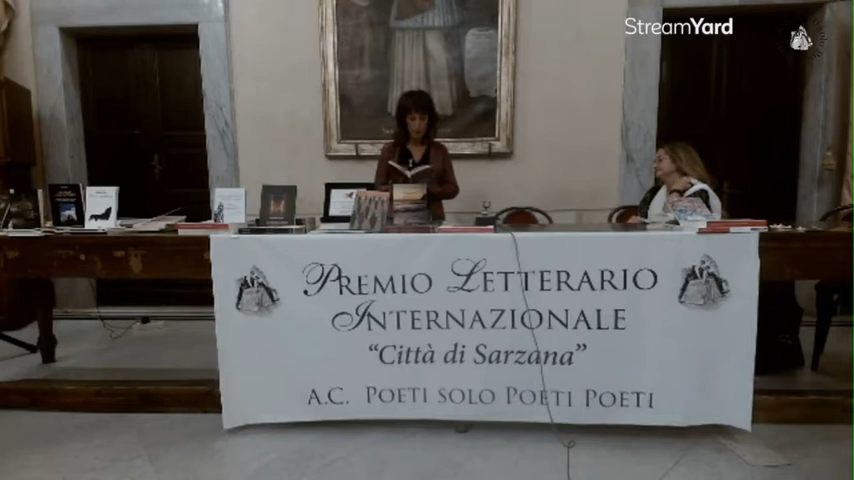 StreamYard
Premio Letterario
Internazionale
“Città di Sarzana”
A.C. Poeti solo Poeti Poeti